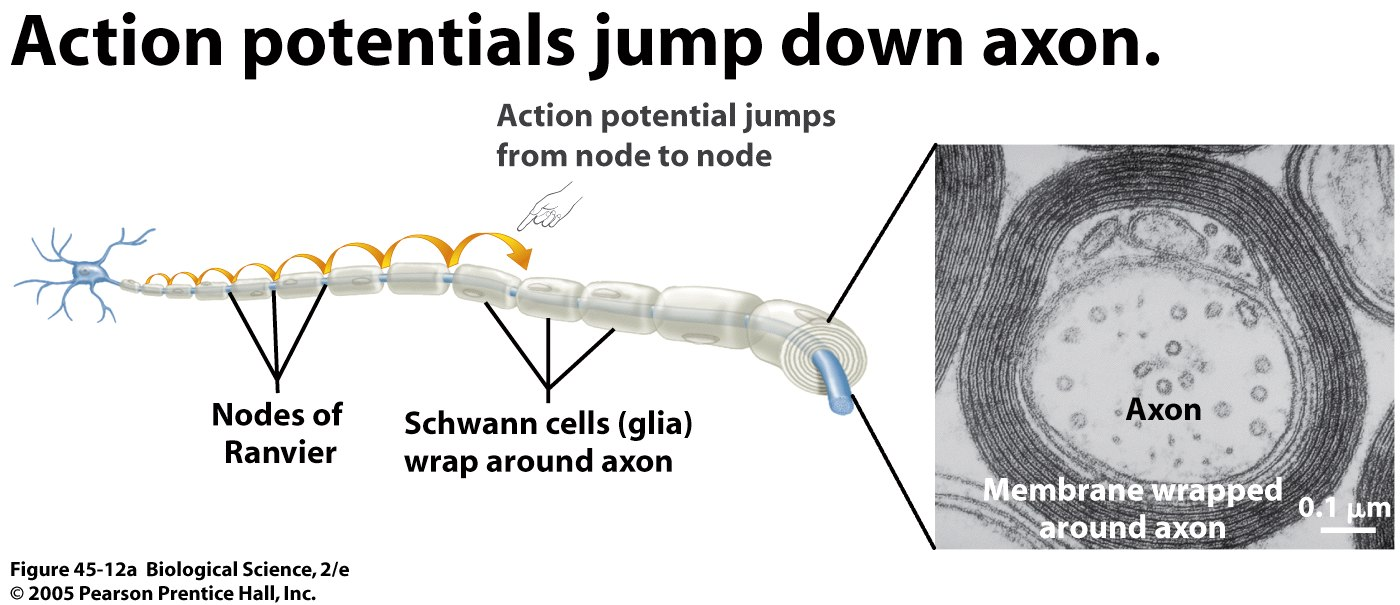 Action potentials jump down axon.
Action potential jumps
from node to node
Nodes of
Ranvier
Schwann cells (glia)
wrap around axon
Axon
Membrane wrapped
around axon
0.1 µm
Figure 45-12a Biological Science, 2/e
© 2005 Pearson Prentice Hall, Inc.